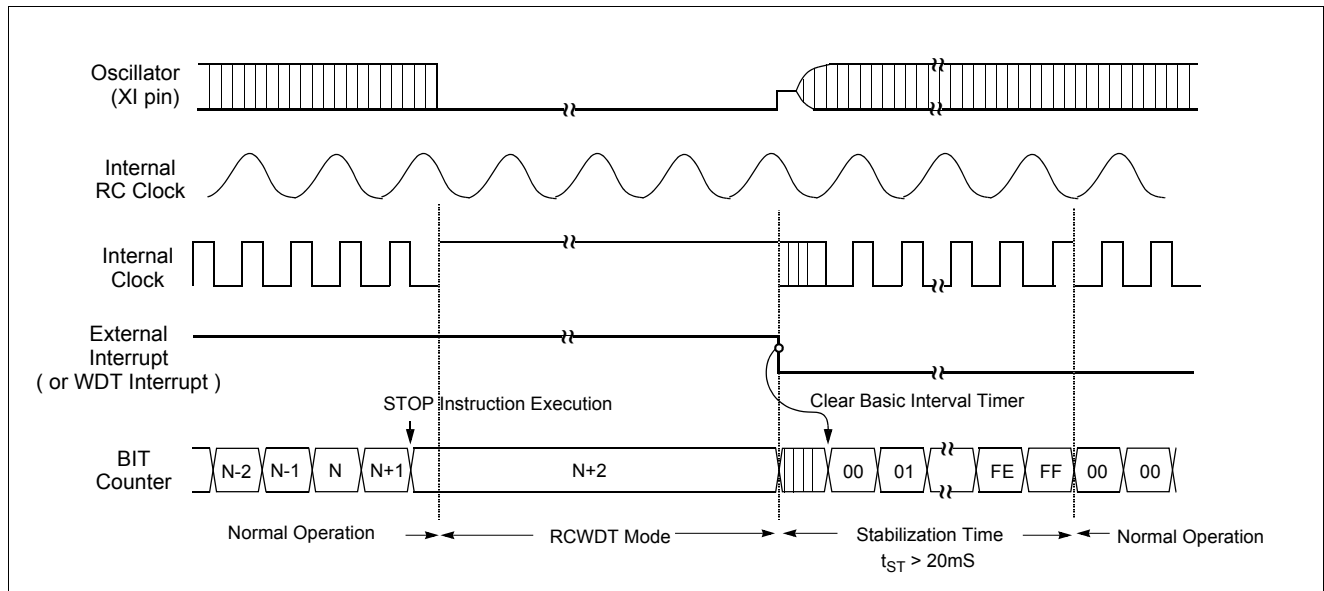 Oscillator
(XI pin)
Internal
RC Clock
Internal
Clock
External
Interrupt
( or WDT Interrupt )
STOP Instruction Execution
Clear Basic Interval Timer
BIT
Counter
N-2 N-1 N N+1 N+2 00 01 FE FF 00 00
Normal Operation RCWDT Mode Stabilization Time Normal Operation
tST > 20mS